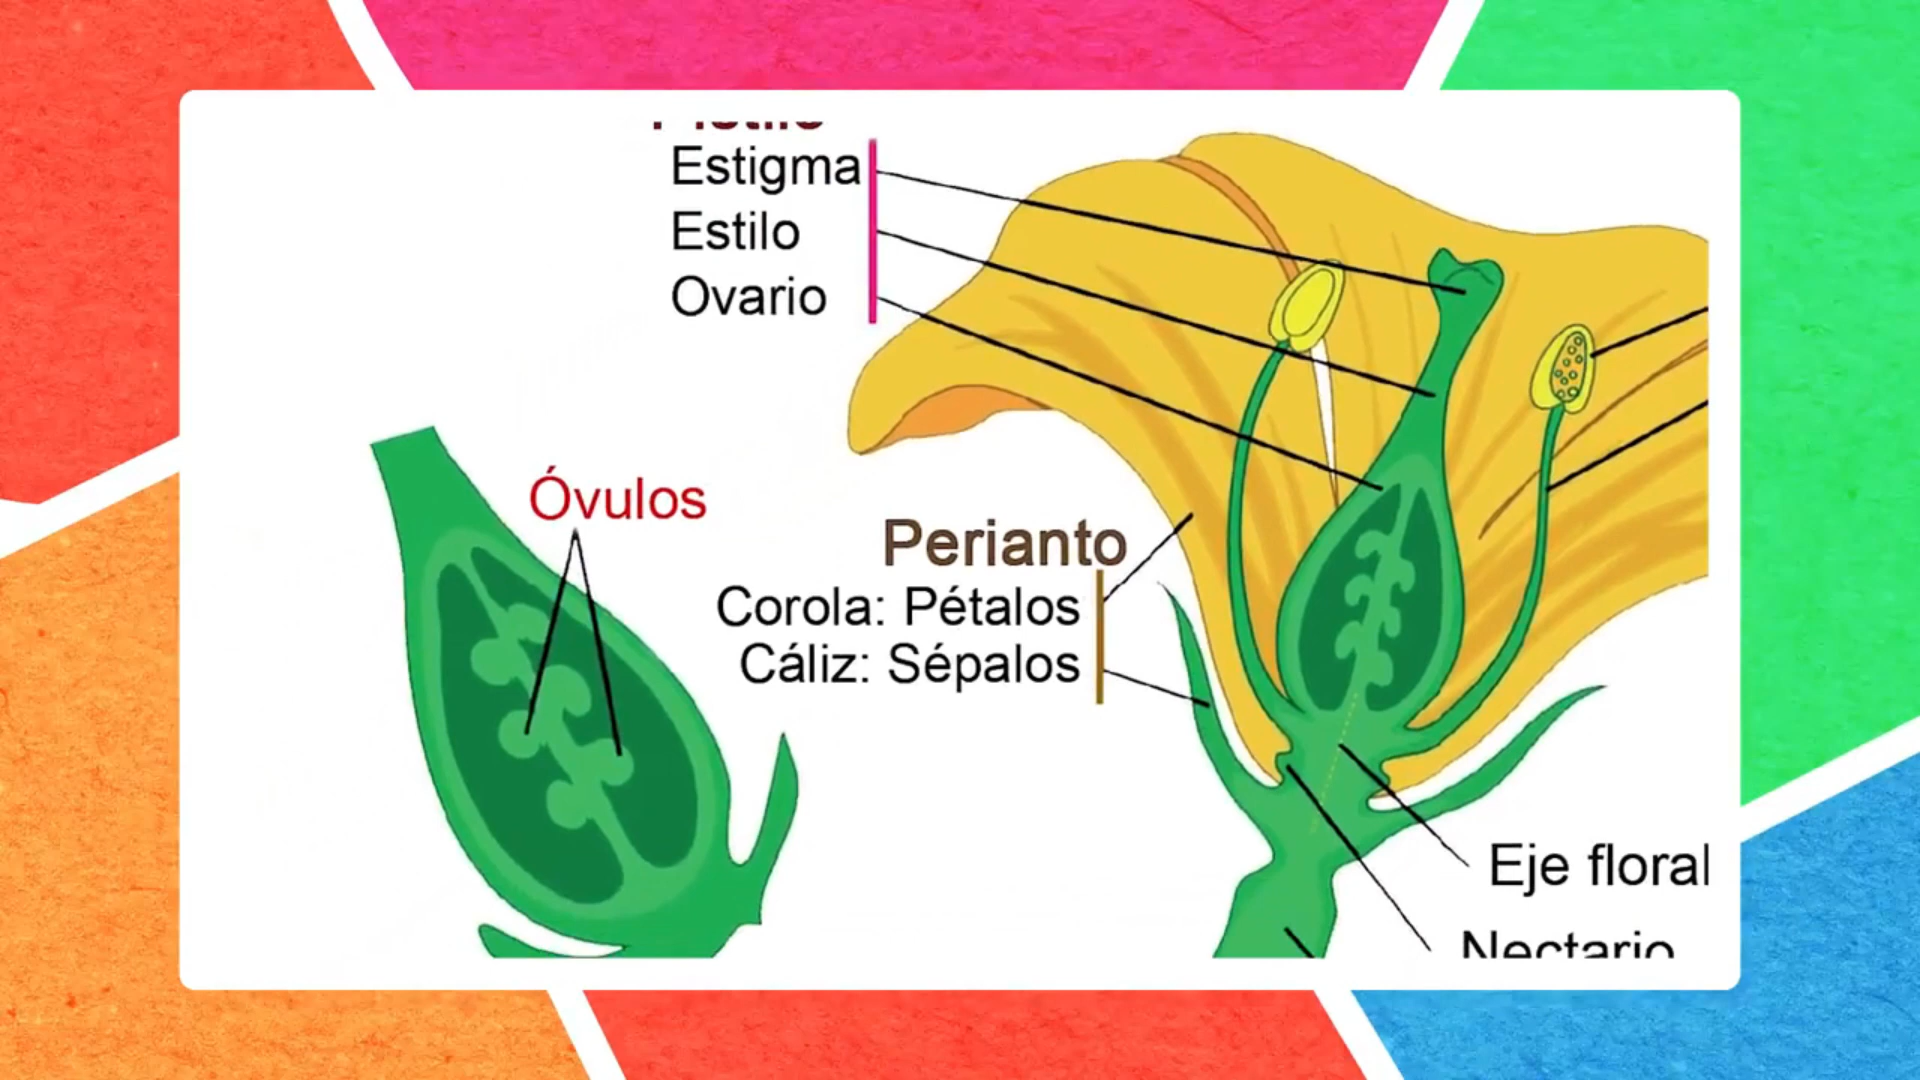 Estigma
Estilo
Ovario
Óvulos
Perianto
Corola: Pétalos
Cáliz: Sépalos
Eje floral
Nectario